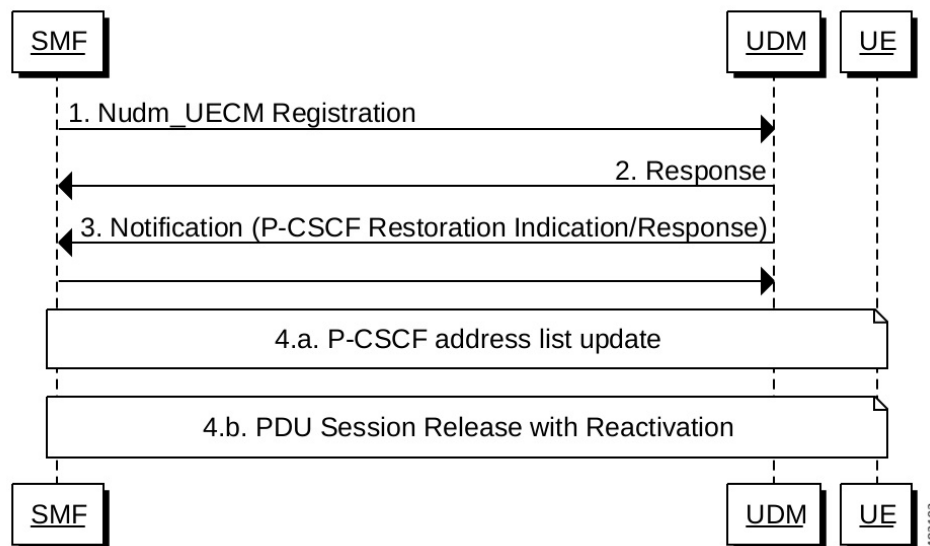 SMF UDM UE
1. Nudm_UECM Registration
2. Response
3. Notification (P-CSCF Restoration Indication/Response)
4.a. P-CSCF address list update
4.b. PDU Session Release with Reactivation
SMF UDM UE